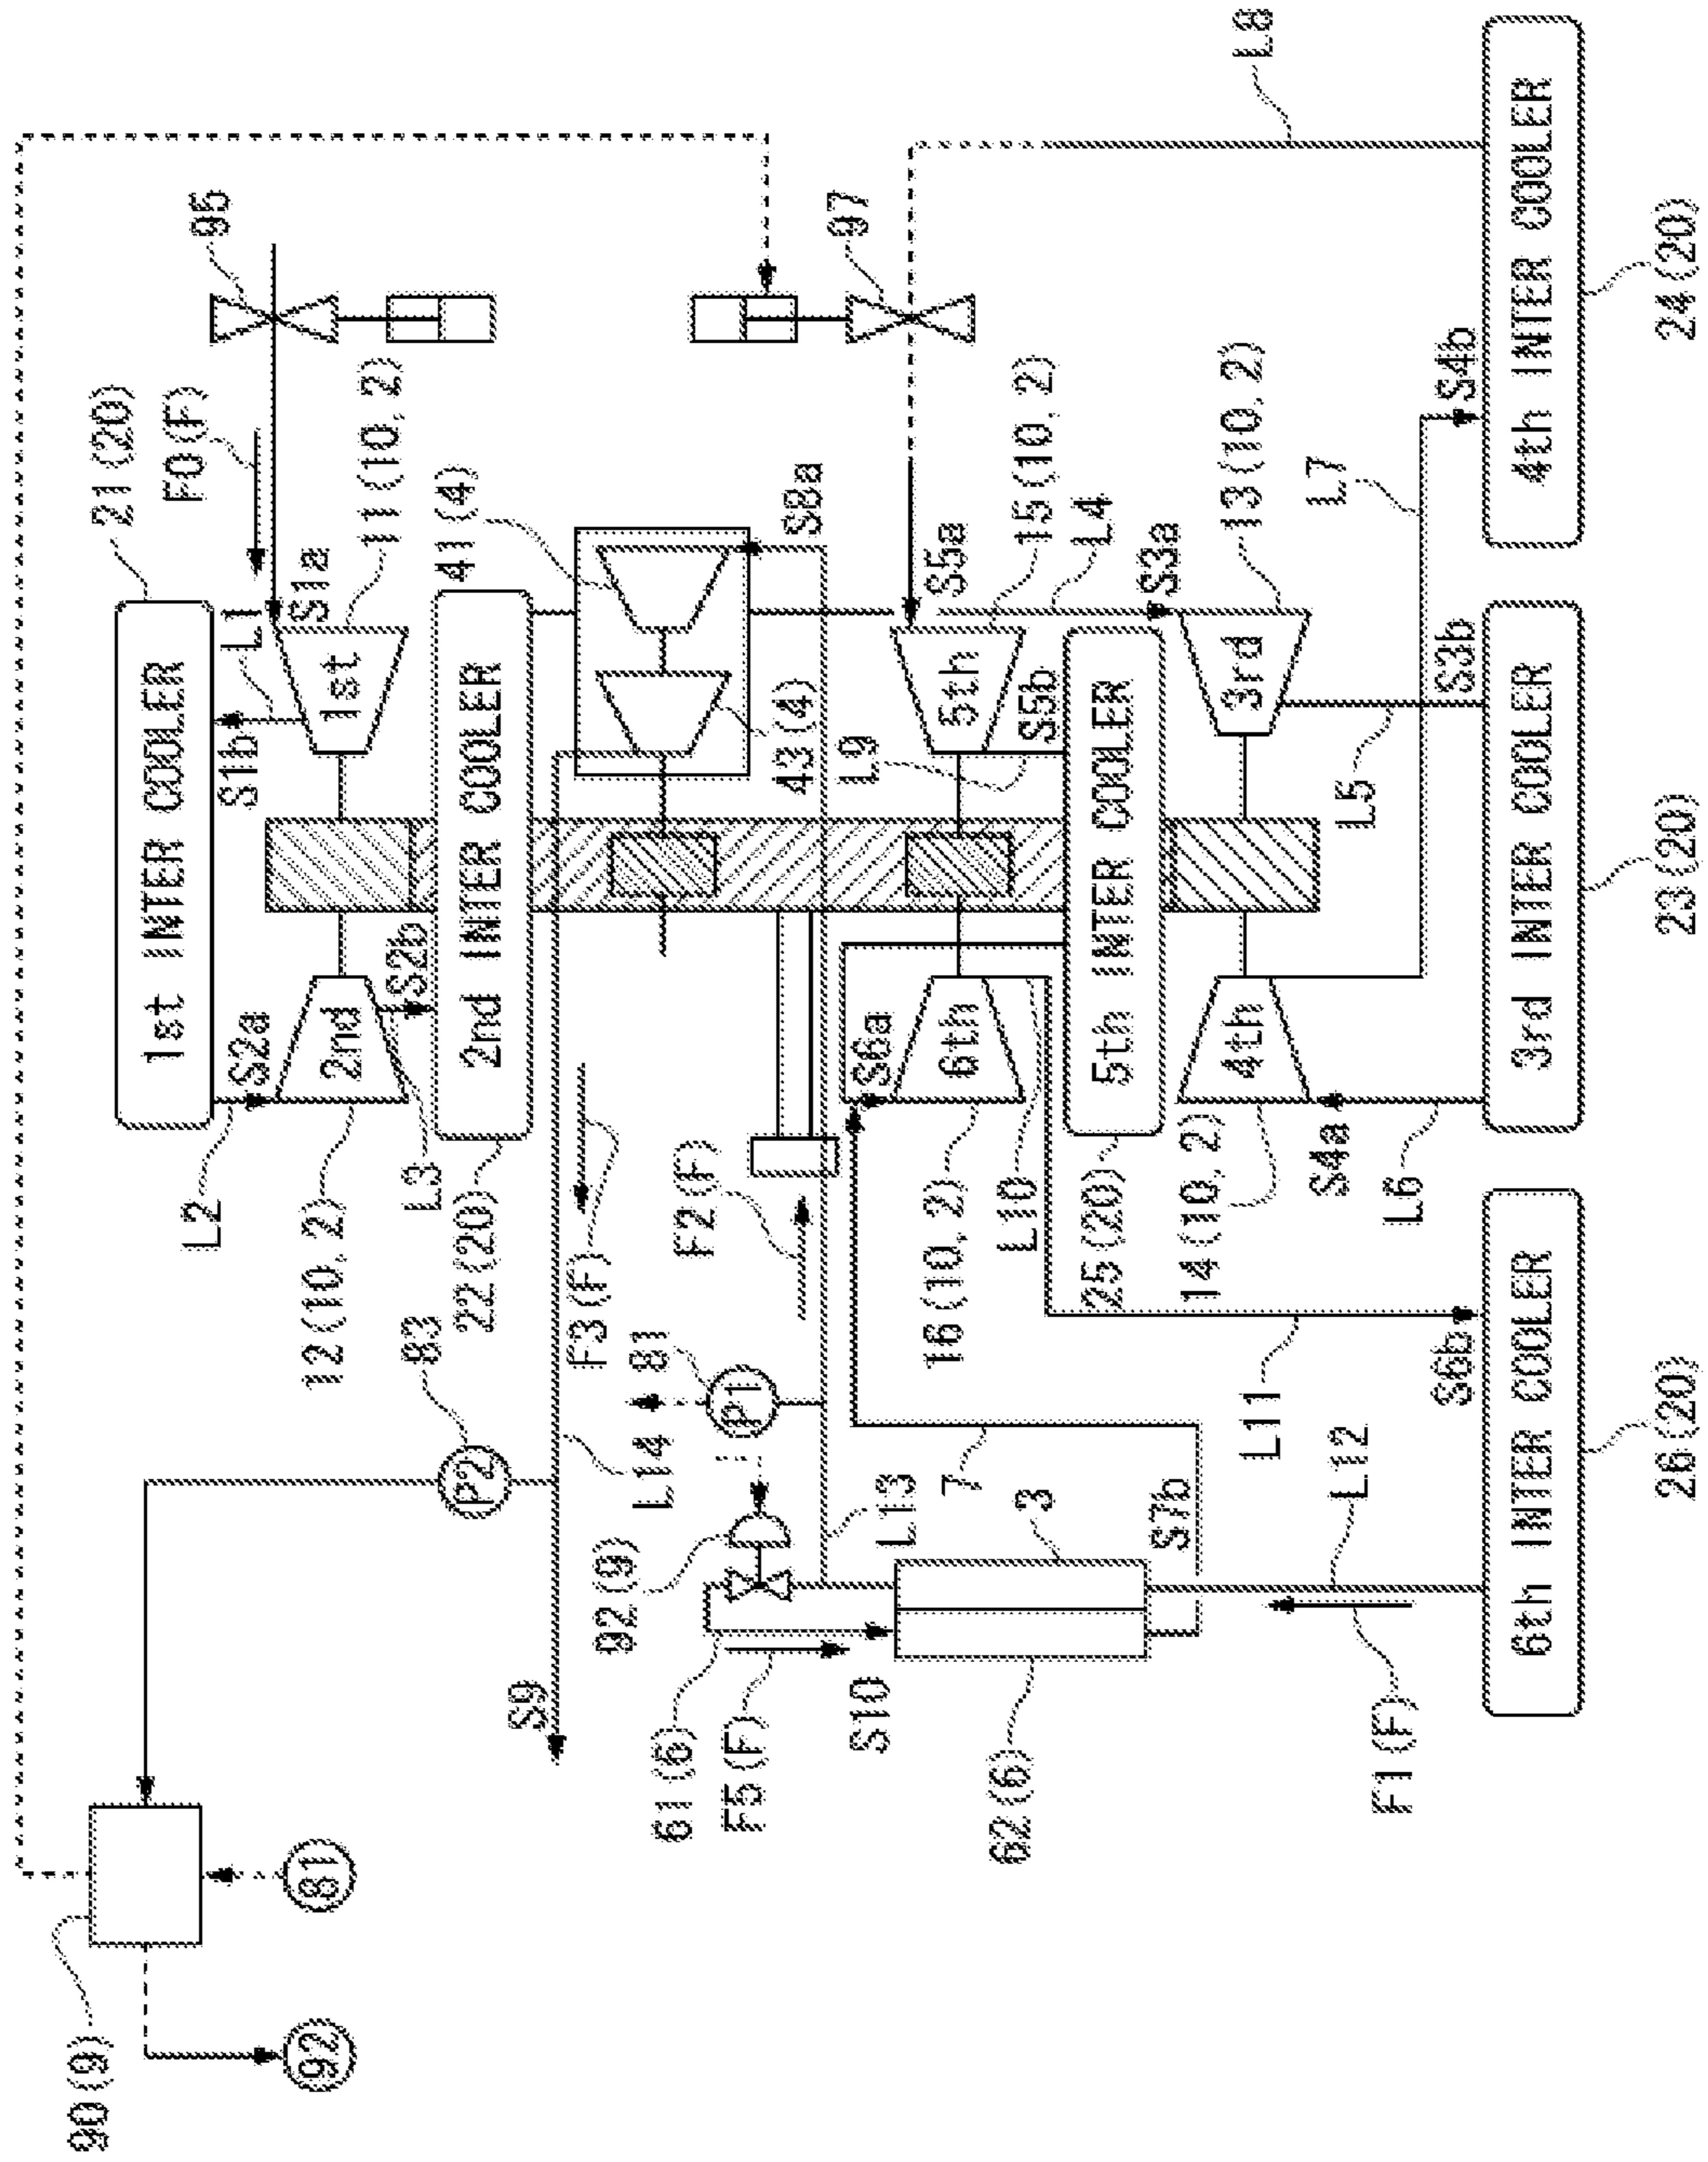 90 (9)
21 (20)
1st INTER COOLER
F0 (F)
L2
S2a
S1b
L1
92
81
12 (10, 2)
2nd
1st
S1a
11 (10, 2)
83
L3
S2b
41 (4)
P2
22 (20)
2nd INTER COOLER
S9
F3 (F)
92 (9)
L14
81
61 (6)
F5 (F)
P1
F2 (F)
43 (4)
S8a
97
S10
L13
S6a
L9
16 (10, 2)
7
6th
5th
S5a
62 (6)
3
L10
S5b
15 (10, 2)
25 (20)
5th INTER COOLER
L4
S7b
14 (10, 2)
S3a
4th
3rd
13 (10, 2)
L11
L8
F1 (F)
L12
S4a
L5
L7
L6
S6b
S3b
S4b
6th INTER COOLER
3rd INTER COOLER
4th INTER COOLER
26 (20)
23 (20)
24 (20)